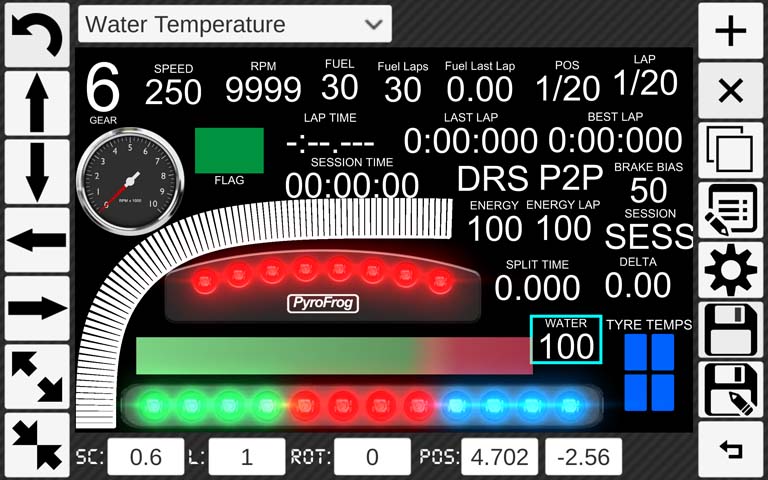 Water Temperature
6
GEAR
SPEED
250
RPM
9999
FUEL
30
Fuel Laps
30
Fuel Last Lap
0.00
POS
1/20
LAP
1/20
LAP TIME
-:--.---
LAST LAP
0:00:000
BEST LAP
0:00:000
FLAG
SESSION TIME
00:00:00
DRS P2P
BRAKE BIAS
50
0 1 2 3 4 5 6 7 8 9 10
RPM x 1000
ENERGY
100
ENERGY LAP
100
SESSION
SESS
PyroFrog
SPLIT TIME
0.000
DELTA
0.00
WATER
100
TYRE TEMPS
SC: 0.6 L: 1 ROT: 0 POS: 4.702 -2.56